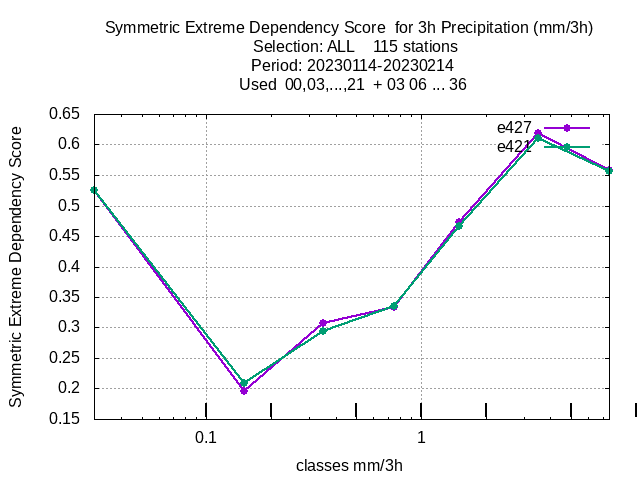 Symmetric Extreme Dependency Score  for 3h Precipitation (mm/3h)
Selection: ALL    115 stations
Period: 20230114-20230214
Used  00,03,...,21  + 03 06 ... 36
0.65
0.6
0.55
0.5
0.45
0.4
0.35
0.3
0.25
0.2
0.15
Symmetric Extreme Dependency Score
e427
e421
0.1
1
classes mm/3h